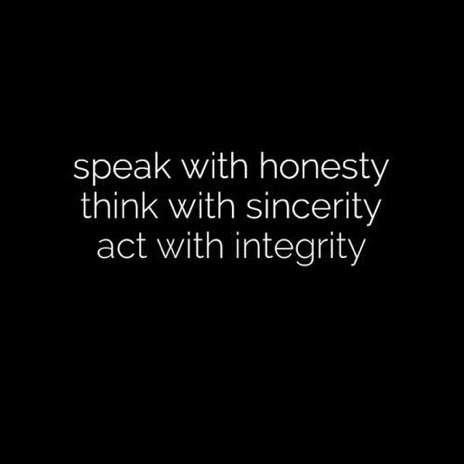 speak with honesty
think with sincerity
act with integrity